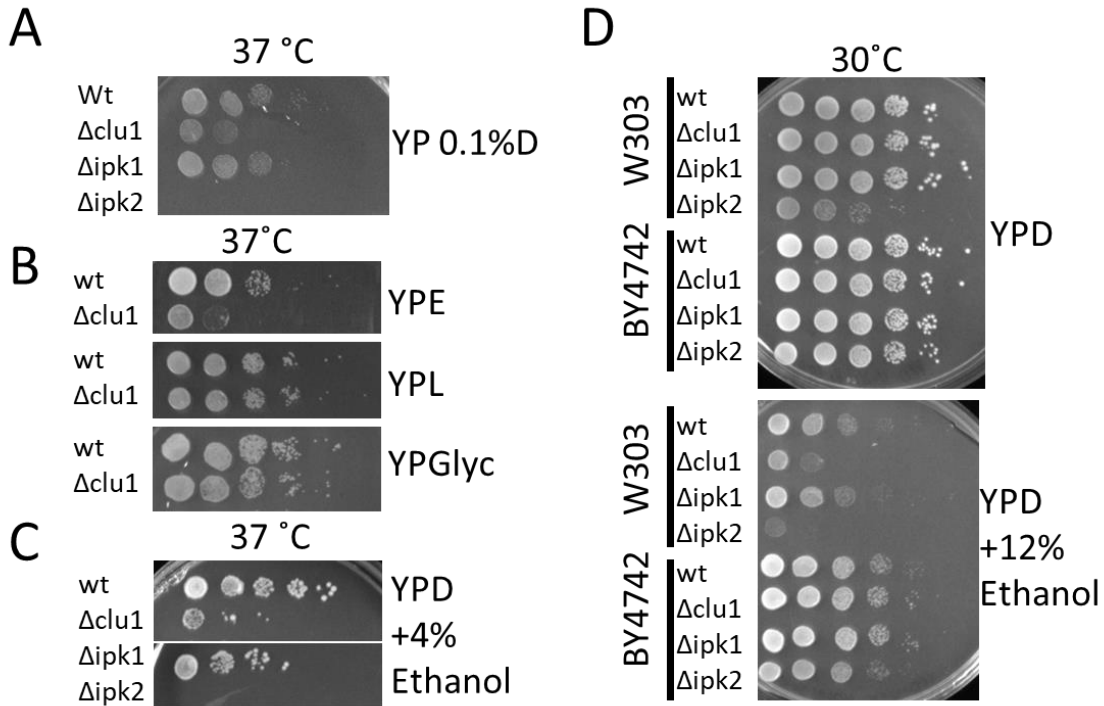 A
37 ˚C
Wt
Δclu1
Δipk1
Δipk2
YP 0.1%D
B
37˚C
wt
Δclu1
YPE
wt
Δclu1
YPL
wt
Δclu1
YPGlyc
C
37 ˚C
wt
Δclu1
Δipk1
Δipk2
YPD
+4%
Ethanol
D
30˚C
W303
wt
Δclu1
Δipk1
Δipk2
BY4742
wt
Δclu1
Δipk1
Δipk2
YPD
W303
wt
Δclu1
Δipk1
Δipk2
BY4742
wt
Δclu1
Δipk1
Δipk2
YPD
+12%
Ethanol